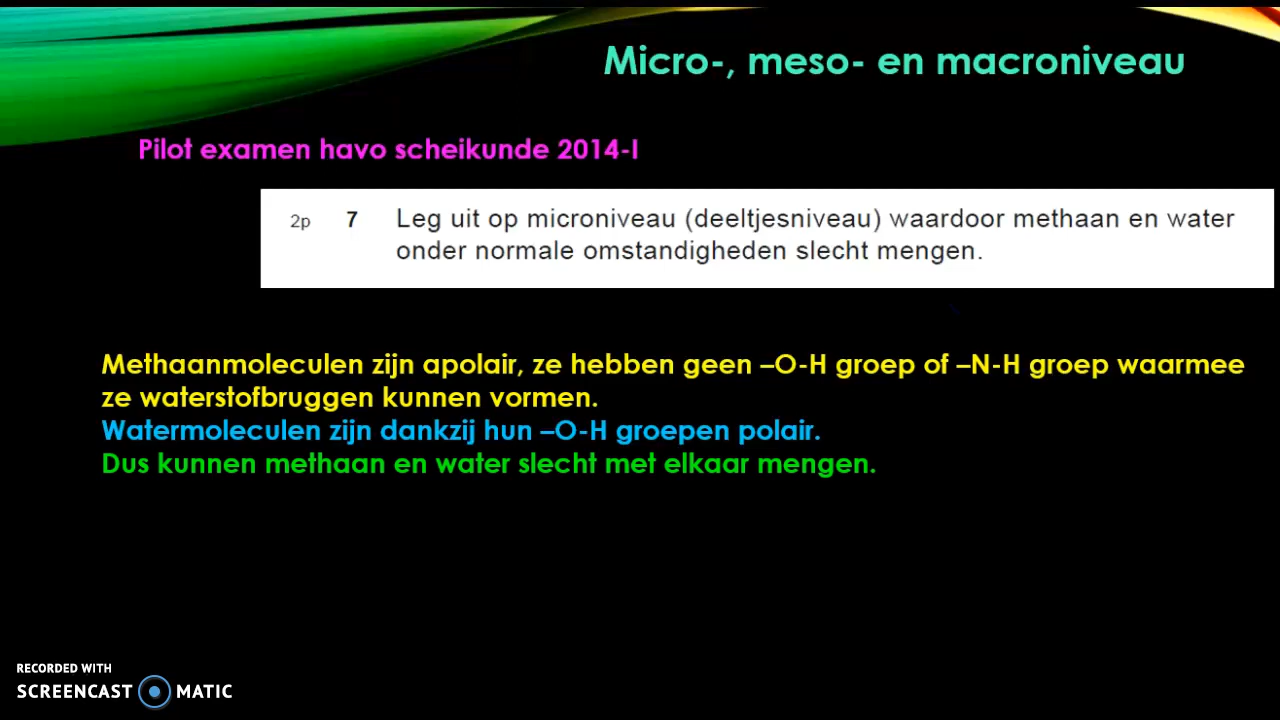 Micro-, meso- en macroniveau
Pilot examen havo scheikunde 2014-I
2p 7 Leg uit op microniveau (deeltjesniveau) waardoor methaan en water
onder normale omstandigheden slecht mengen.
Methaanmoleculen zijn apolair, ze hebben geen –O-H groep of –N-H groep waarmee
ze waterstofbruggen kunnen vormen.
Watermoleculen zijn dankzij hun –O-H groepen polair.
Dus kunnen methaan en water slecht met elkaar mengen.
RECORDED WITH
SCREENCAST MATIC